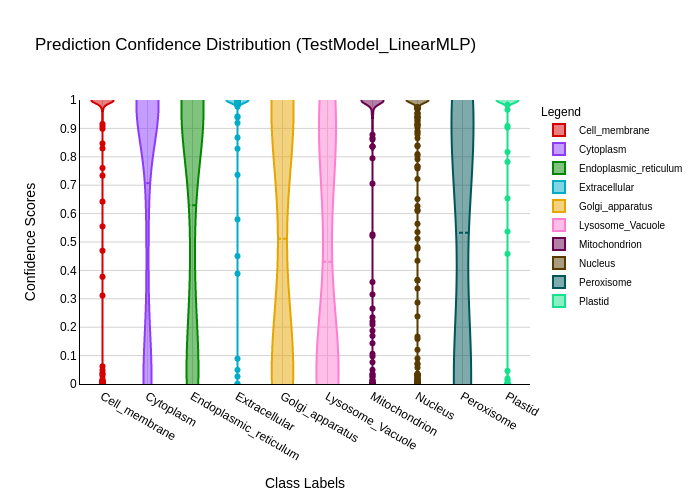 Prediction Confidence Distribution (TestModel_LinearMLP)
Legend
Cell_membrane
Cytoplasm
Endoplasmic_reticulum
Extracellular
Golgi_apparatus
Lysosome_Vacuole
Mitochondrion
Nucleus
Peroxisome
Plastid
Confidence Scores
1
0.9
0.8
0.7
0.6
0.5
0.4
0.3
0.2
0.1
0
Cell_membrane
Cytoplasm
Endoplasmic_reticulum
Extracellular
Golgi_apparatus
Lysosome_Vacuole
Mitochondrion
Nucleus
Peroxisome
Plastid
Class Labels